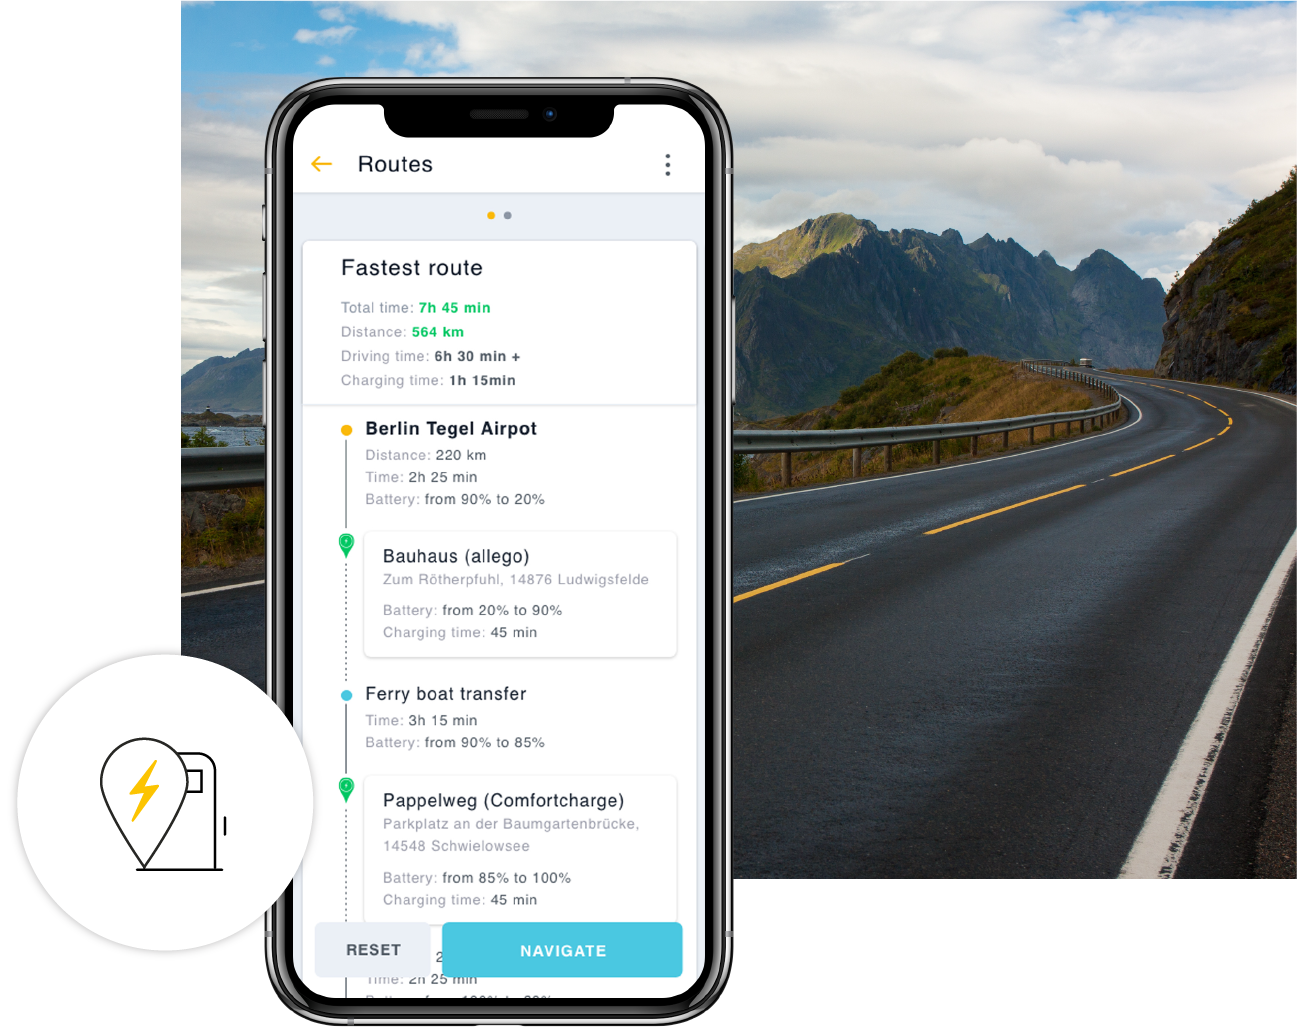 Routes
Fastest route
Total time: 7h 45 min
Distance: 564 km
Driving time: 6h 30 min +
Charging time: 1h 15min
Berlin Tegel Airpot
Distance: 220 km
Time: 2h 25 min
Battery: from 90% to 20%
Bauhaus (allego)
Zum Rötherpfuhl, 14876 Ludwigsfelde
Battery: from 20% to 90%
Charging time: 45 min
Ferry boat transfer
Time: 3h 15 min
Battery: from 90% to 85%
Pappelweg (Comfortcharge)
Parkplatz an der Baumgartenbrücke,
14548 Schwielowsee
Battery: from 85% to 100%
Charging time: 45 min
RESET
NAVIGATE
Time: 2h 25 min